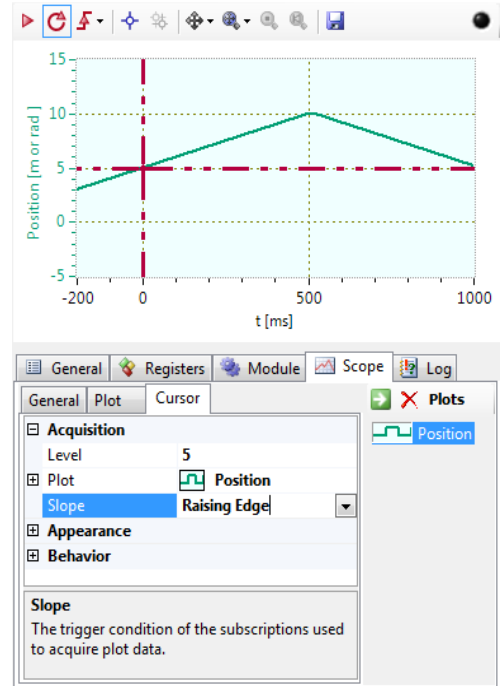 15
10
5
0
-5
Position [m or rad ]
-200 0 500 1000
t [ms]
General Registers Module Scope Log
General Plot Cursor
Plots
Position
Acquisition
Level 5
Plot Position
Slope Raising Edge
Appearance
Behavior
Slope
The trigger condition of the subscriptions used
to acquire plot data.